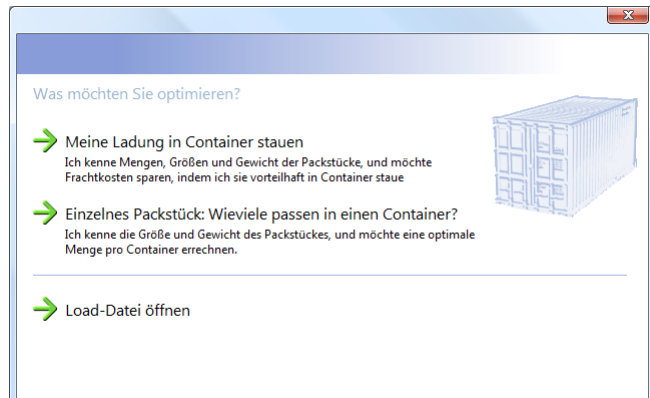 Was möchten Sie optimieren?
Meine Ladung in Container stauen
Ich kenne Mengen, Größen und Gewicht der Packstücke, und möchte
Frachtkosten sparen, indem ich sie vorteilhaft in Container staue
Einzelnes Packstück: Wieviele passen in einen Container?
Ich kenne die Größe und Gewicht des Packstückes, und möchte eine optimale
Menge pro Container errechnen.
Load-Datei öffnen